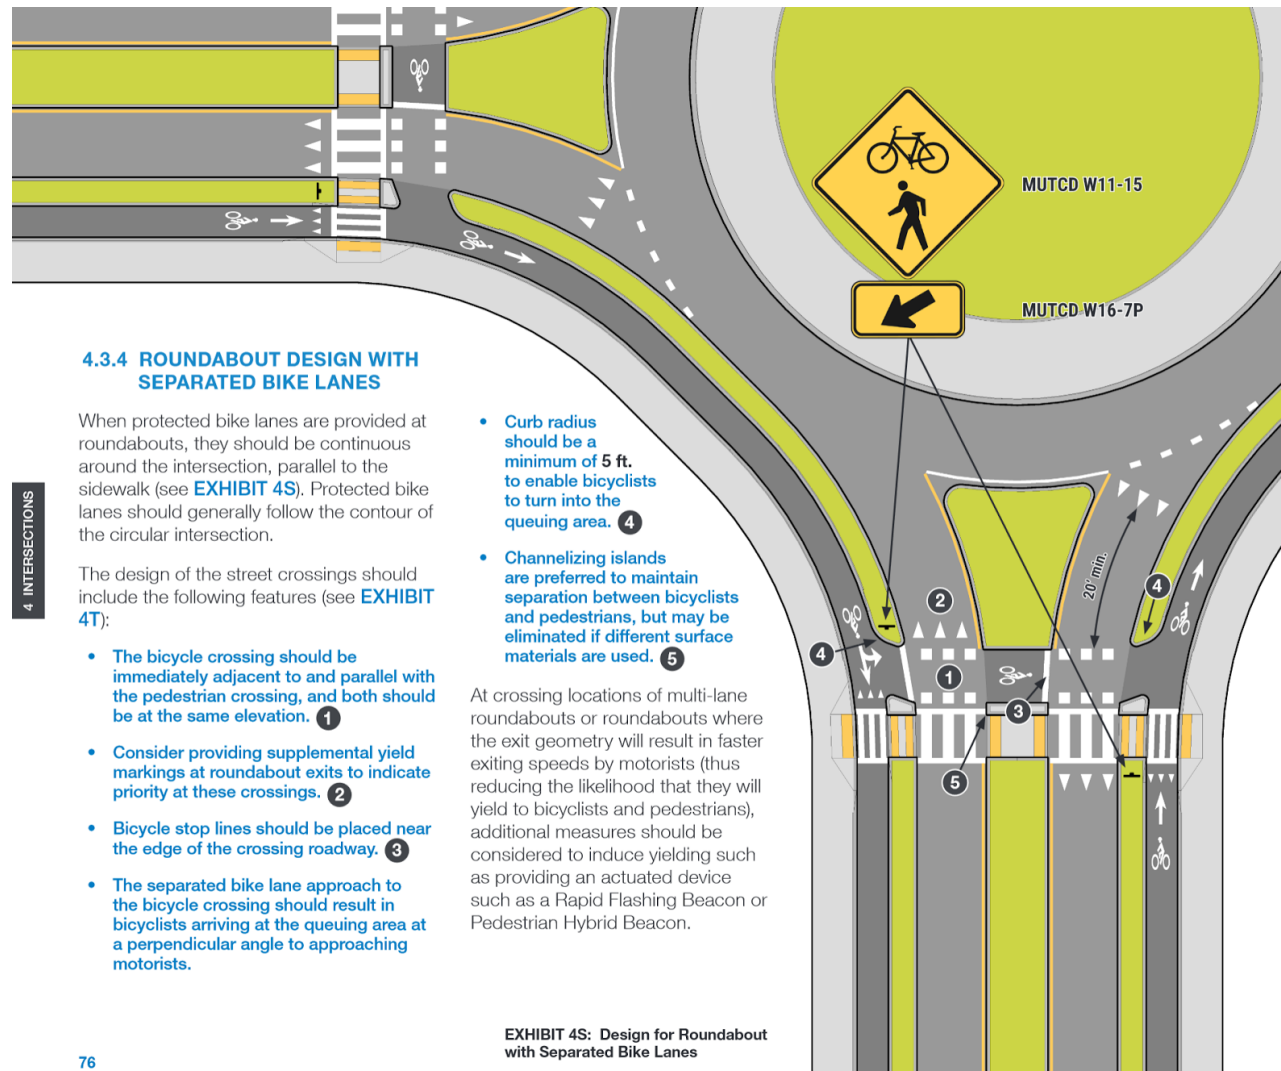 MUTCD W11-15
MUTCD W16-7P
4.3.4 ROUNDABOUT DESIGN WITH
SEPARATED BIKE LANES
When protected bike lanes are provided at
roundabouts, they should be continuous
around the intersection, parallel to the
sidewalk (see EXHIBIT 4S). Protected bike
lanes should generally follow the contour of
the circular intersection.
The design of the street crossings should
include the following features (see EXHIBIT
4T):
• The bicycle crossing should be
immediately adjacent to and parallel with
the pedestrian crossing, and both should
be at the same elevation. 1
• Consider providing supplemental yield
markings at roundabout exits to indicate
priority at these crossings. 2
• Bicycle stop lines should be placed near
the edge of the crossing roadway. 3
• The separated bike lane approach to
the bicycle crossing should result in
bicyclists arriving at the queuing area at
a perpendicular angle to approaching
motorists.
• Curb radius
should be a
minimum of 5 ft.
to enable bicyclists
to turn into the
queuing area. 4
• Channelizing islands
are preferred to maintain
separation between bicyclists
and pedestrians, but may be
eliminated if different surface
materials are used. 5
At crossing locations of multi-lane
roundabouts or roundabouts where
the exit geometry will result in faster
exiting speeds by motorists (thus
reducing the likelihood that they will
yield to bicyclists and pedestrians),
additional measures should be
considered to induce yielding such
as providing an actuated device
such as a Rapid Flashing Beacon or
Pedestrian Hybrid Beacon.
20' min.
4
2
4
1
3
5
EXHIBIT 4S: Design for Roundabout
with Separated Bike Lanes
4 INTERSECTIONS
76